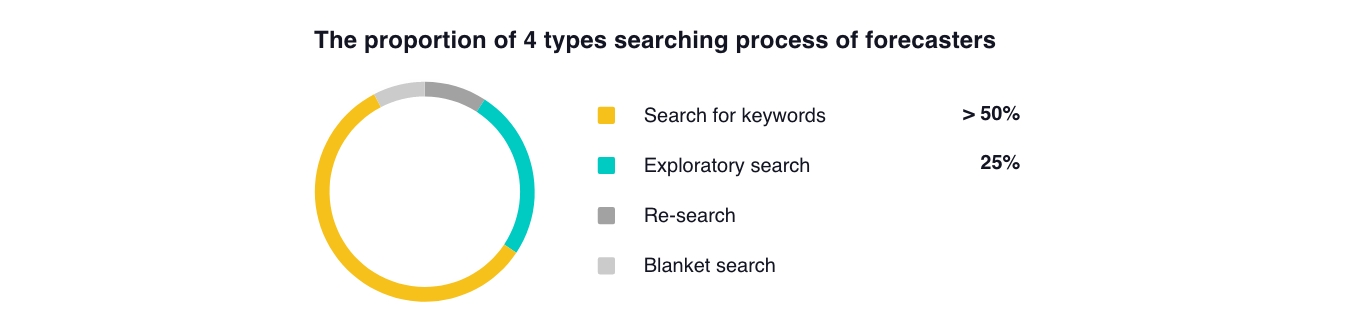 The proportion of 4 types searching process of forecasters
Search for keywords > 50%
Exploratory search 25%
Re-search
Blanket search